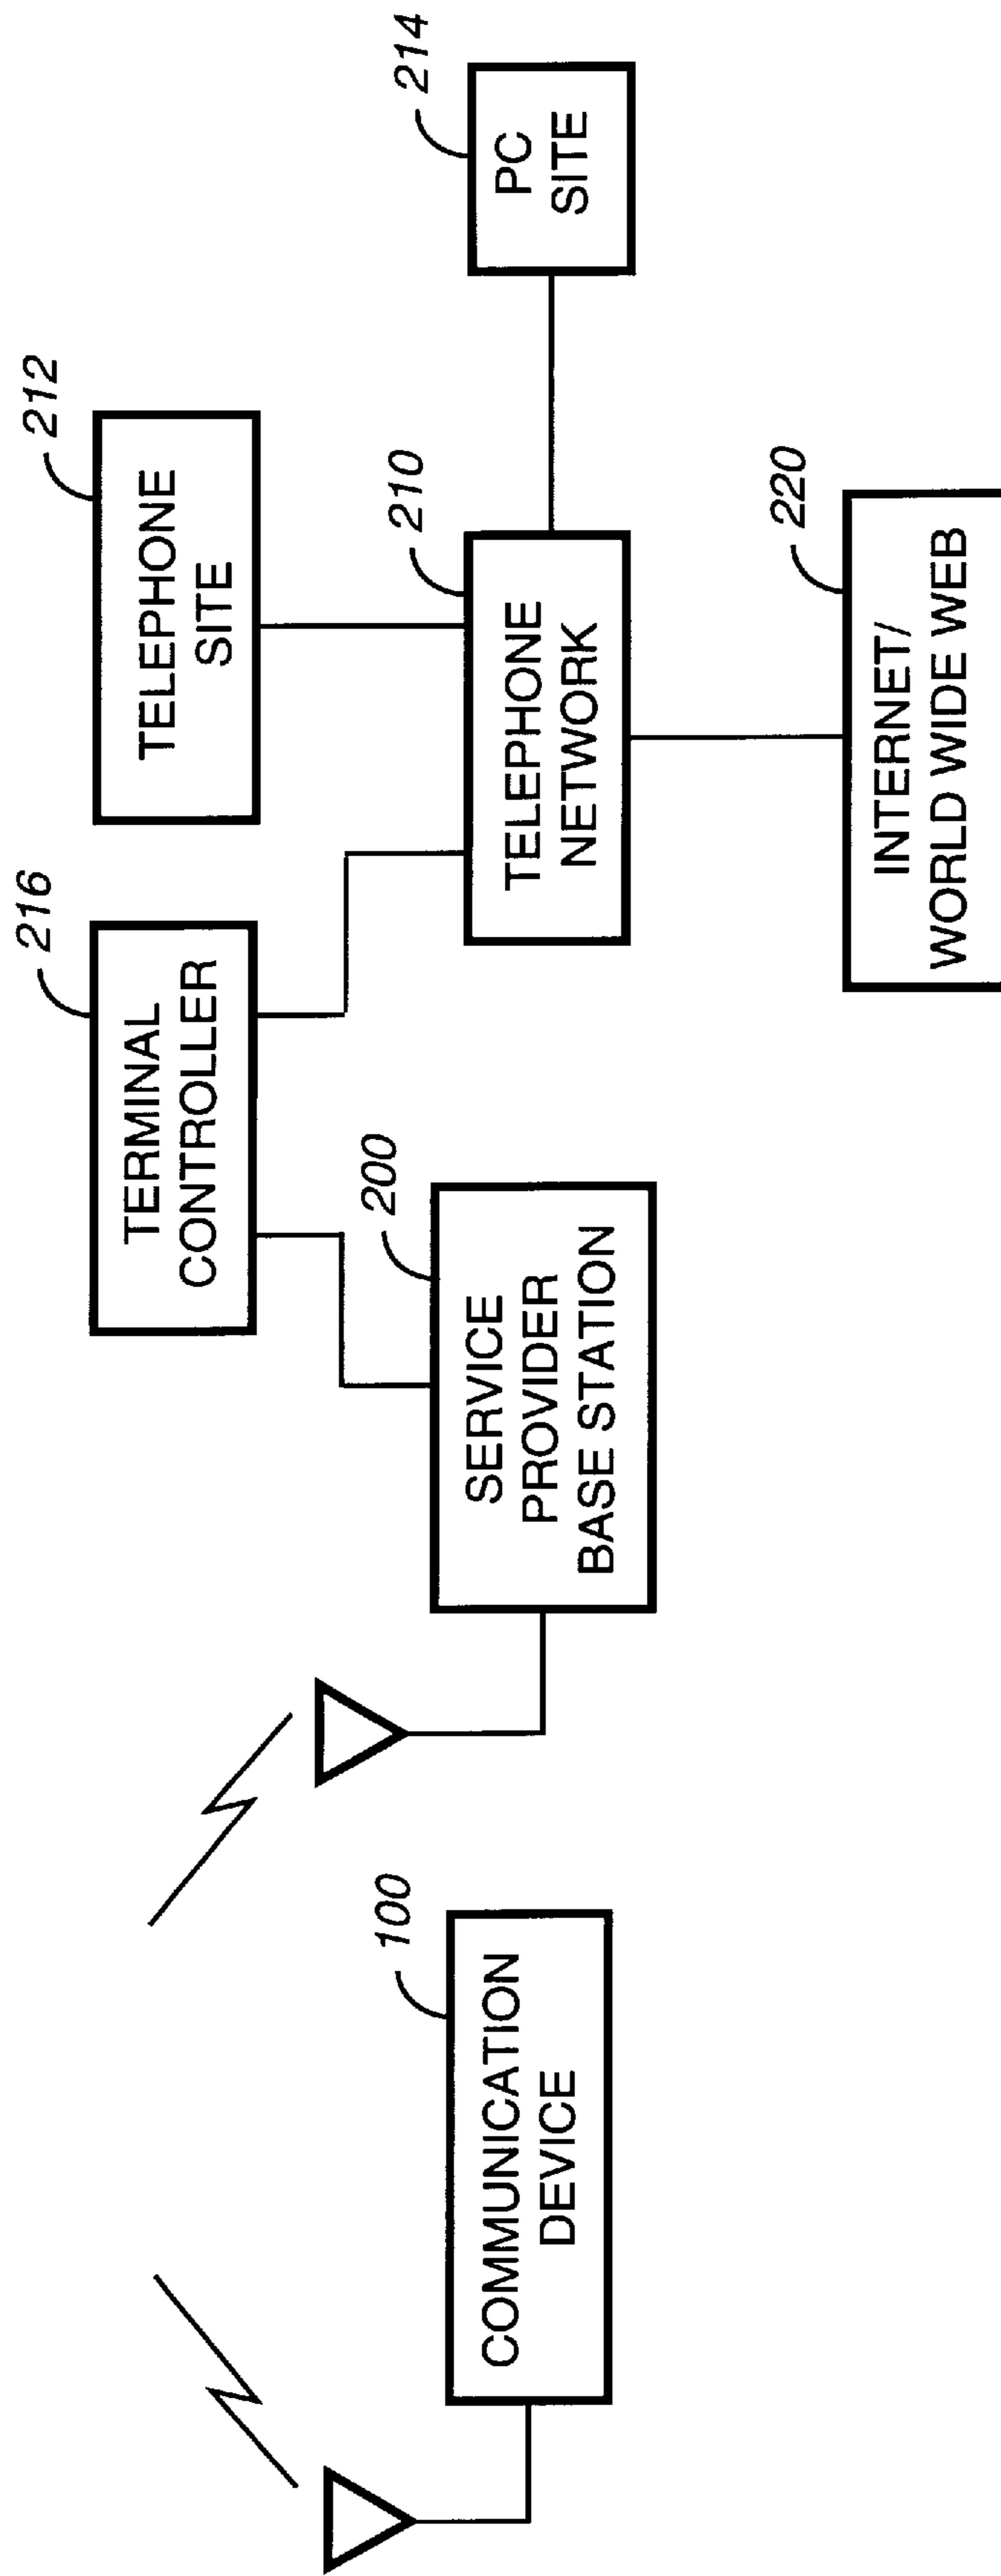 100
COMMUNICATION
DEVICE
200
SERVICE
PROVIDER
BASE STATION
216
TERMINAL
CONTROLLER
212
TELEPHONE
SITE
210
TELEPHONE
NETWORK
214
PC
SITE
220
INTERNET/
WORLD WIDE WEB